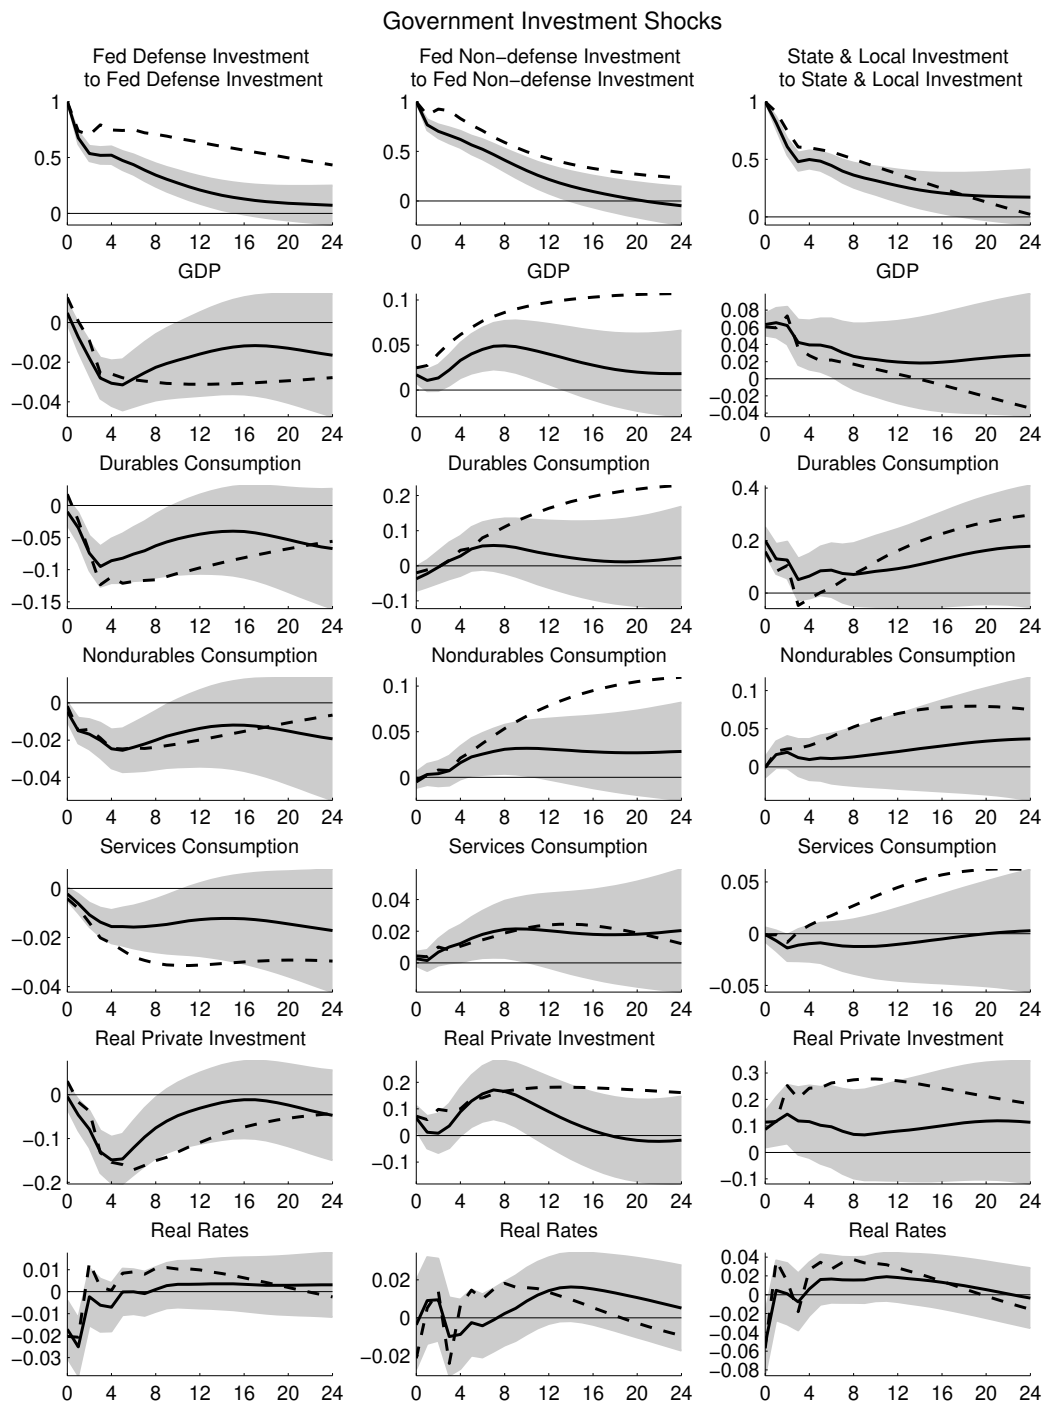 Government Investment Shocks
Fed Defense Investment
to Fed Defense Investment
Fed Non−defense Investment
to Fed Non−defense Investment
State & Local Investment
to State & Local Investment
1
0.5
0
0 4 8 12 16 20 24
1
0.5
0
0 4 8 12 16 20 24
1
0.5
0
0 4 8 12 16 20 24
GDP
0
−0.02
−0.04
0 4 8 12 16 20 24
GDP
0.1
0.05
0
0 4 8 12 16 20 24
GDP
0.08
0.06
0.04
0.02
0
−0.02
−0.04
0 4 8 12 16 20 24
Durables Consumption
0
−0.05
−0.1
−0.15
0 4 8 12 16 20 24
Durables Consumption
0.2
0.1
0
−0.1
0 4 8 12 16 20 24
Durables Consumption
0.4
0.2
0
0 4 8 12 16 20 24
Nondurables Consumption
0
−0.02
−0.04
0 4 8 12 16 20 24
Nondurables Consumption
0.1
0.05
0
0 4 8 12 16 20 24
Nondurables Consumption
0.1
0.05
0
0 4 8 12 16 20 24
Services Consumption
0
−0.02
−0.04
0 4 8 12 16 20 24
Services Consumption
0.04
0.02
0
0 4 8 12 16 20 24
Services Consumption
0.05
0
−0.05
0 4 8 12 16 20 24
Real Private Investment
0
−0.1
−0.2
0 4 8 12 16 20 24
Real Private Investment
0.2
0.1
0
−0.1
0 4 8 12 16 20 24
Real Private Investment
0.3
0.2
0.1
0
−0.1
0 4 8 12 16 20 24
Real Rates
0.01
0
−0.01
−0.02
−0.03
0 4 8 12 16 20 24
Real Rates
0.02
0
−0.02
0 4 8 12 16 20 24
Real Rates
0.04
0.02
0
−0.02
−0.04
−0.06
−0.08
0 4 8 12 16 20 24